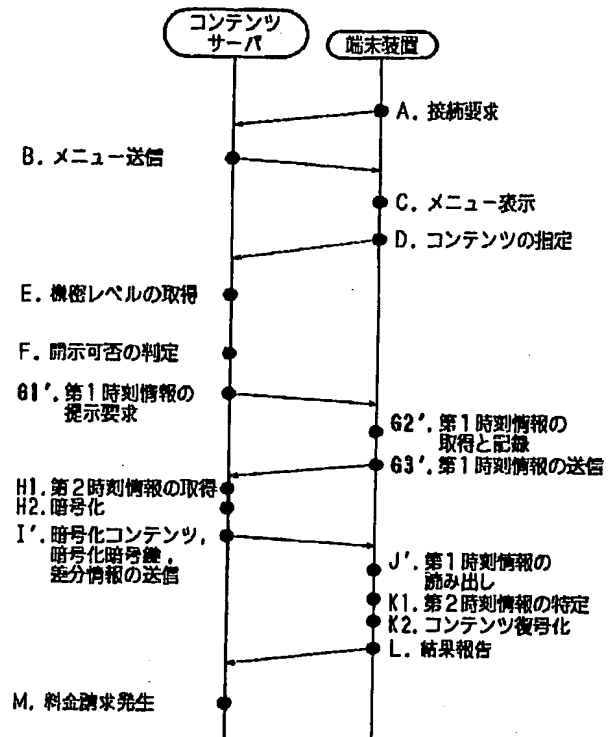 コンテンツ
サーバ
端末装置
A. 接続要求
B. メニュー送信
C. メニュー表示
D. コンテンツの指定
E. 機密レベルの取得
F. 開示可否の判定
G1′. 第1時刻情報の
提示要求
G2′. 第1時刻情報の
取得と記録
G3′. 第1時刻情報の送信
H1. 第2時刻情報の取得
H2. 暗号化
I′. 暗号化コンテンツ,
暗号化暗号鍵,
差分情報の送信
J′. 第1時刻情報の
読み出し
K1. 第2時刻情報の特定
K2. コンテンツ復号化
L. 結果報告
M. 料金請求発生